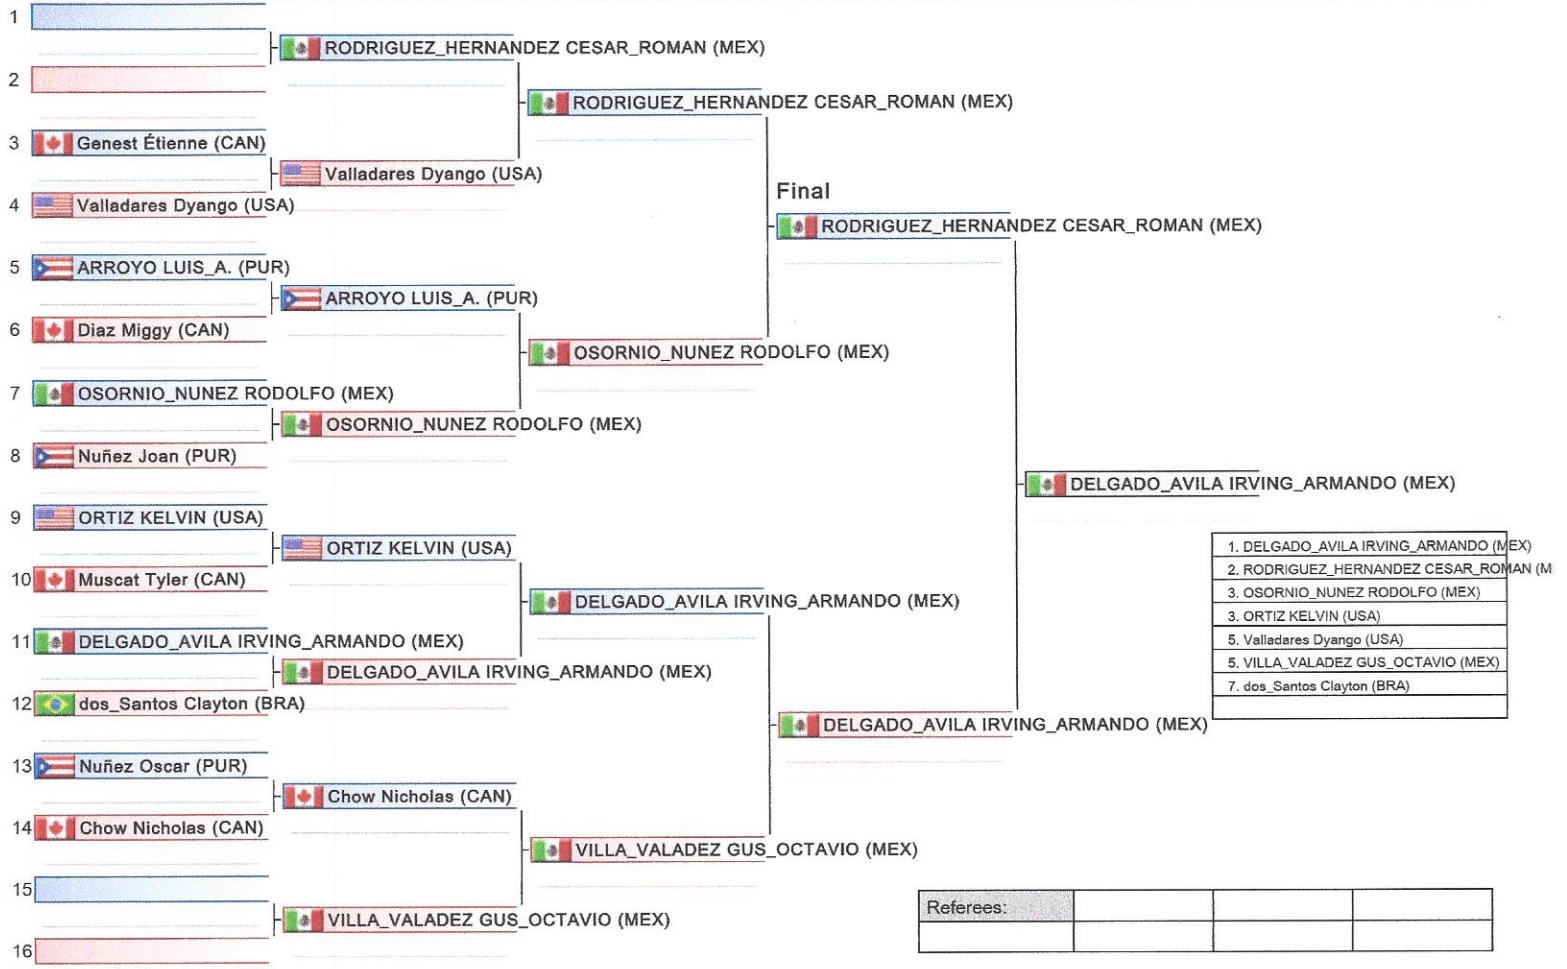 1
RODRIGUEZ_HERNANDEZ CESAR_ROMAN (MEX)
2
RODRIGUEZ_HERNANDEZ CESAR_ROMAN (MEX)
3 Genest Étienne (CAN)
Valladares Dyango (USA)
4 Valladares Dyango (USA)
Final
RODRIGUEZ_HERNANDEZ CESAR_ROMAN (MEX)
5 ARROYO LUIS_A. (PUR)
ARROYO LUIS_A. (PUR)
6 Diaz Miggy (CAN)
OSORNIO_NUNEZ RODOLFO (MEX)
7 OSORNIO_NUNEZ RODOLFO (MEX)
OSORNIO_NUNEZ RODOLFO (MEX)
8 Nuñez Joan (PUR)
DELGADO_AVILA IRVING_ARMANDO (MEX)
9 ORTIZ KELVIN (USA)
ORTIZ KELVIN (USA)
10 Muscat Tyler (CAN)
DELGADO_AVILA IRVING_ARMANDO (MEX)
11 DELGADO_AVILA IRVING_ARMANDO (MEX)
DELGADO_AVILA IRVING_ARMANDO (MEX)
12 dos_Santos Clayton (BRA)
DELGADO_AVILA IRVING_ARMANDO (MEX)
13 Nuñez Oscar (PUR)
Chow Nicholas (CAN)
14 Chow Nicholas (CAN)
VILLA_VALADEZ GUS_OCTAVIO (MEX)
15
VILLA_VALADEZ GUS_OCTAVIO (MEX)
16
1. DELGADO_AVILA IRVING_ARMANDO (MEX)
2. RODRIGUEZ_HERNANDEZ CESAR_ROMAN (M
3. OSORNIO_NUNEZ RODOLFO (MEX)
3. ORTIZ KELVIN (USA)
5. Valladares Dyango (USA)
5. VILLA_VALADEZ GUS_OCTAVIO (MEX)
7. dos_Santos Clayton (BRA)
Referees: